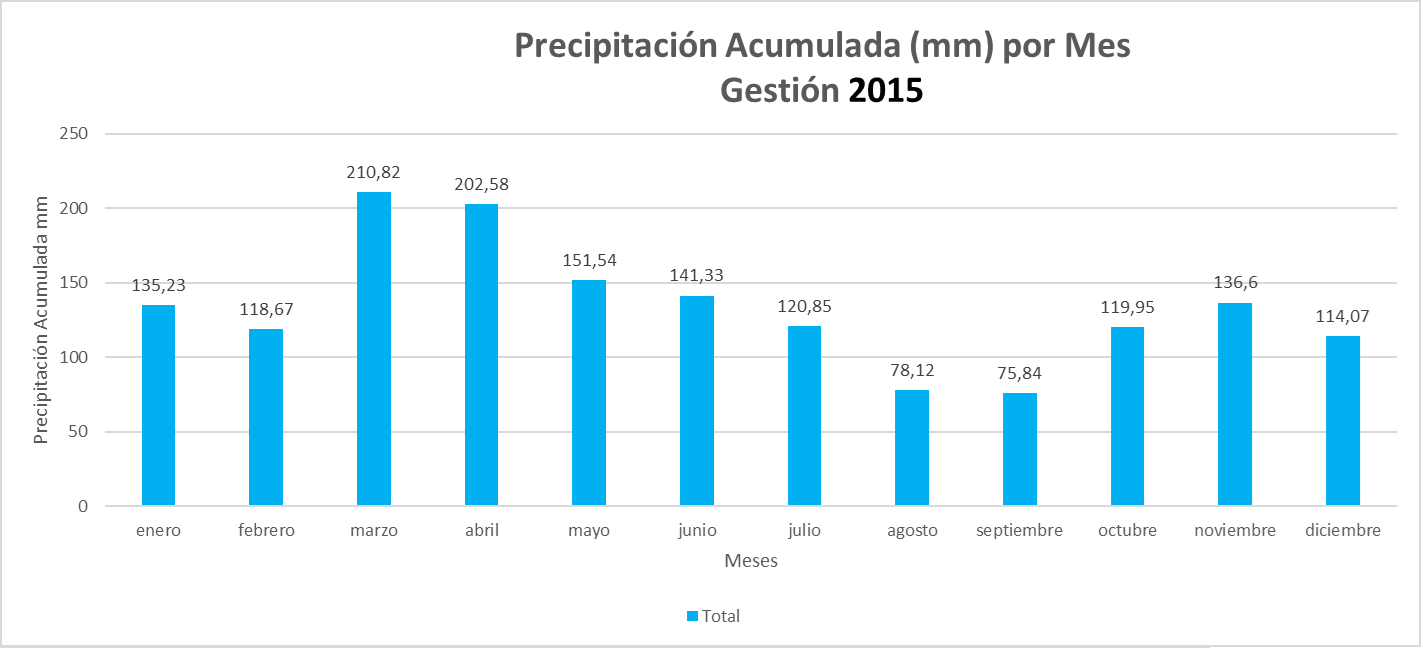 Precipitación Acumulada (mm) por Mes
Gestión 2015
Precipitación Acumulada mm
250
200
150
100
50
0
135,23
118,67
210,82
202,58
151,54
141,33
120,85
78,12
75,84
119,95
136,6
114,07
enero
febrero
marzo
abril
mayo
junio
julio
agosto
septiembre
octubre
noviembre
diciembre
Meses
Total